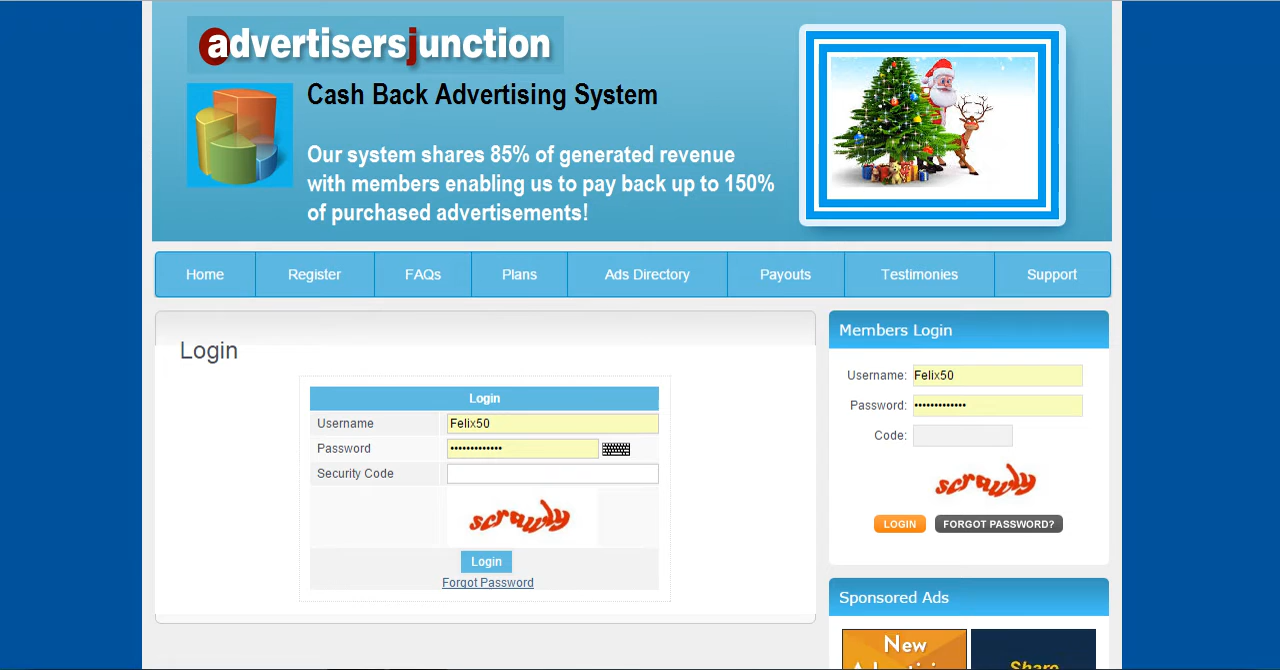 advertisersjunction
Cash Back Advertising System
Our system shares 85% of generated revenue
with members enabling us to pay back up to 150%
of purchased advertisements!
Home Register FAQs Plans Ads Directory Payouts Testimonies Support
Login
Login
Username Felix50
Password •••••••••••••
Security Code
Login
Forgot Password
Members Login
Username: Felix50
Password: •••••••••••••
Code:
LOGIN FORGOT PASSWORD?
Sponsored Ads
New
Share